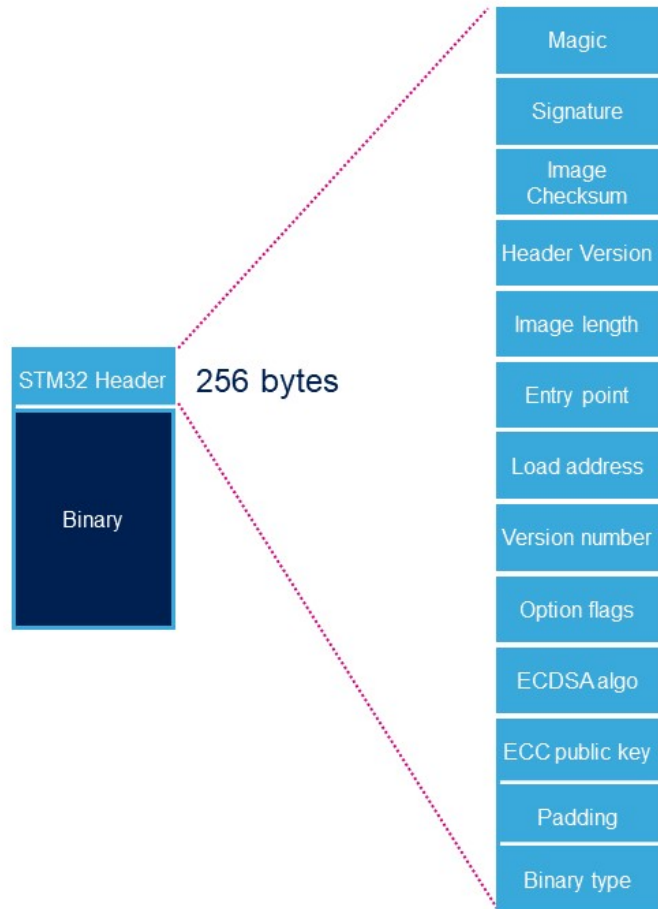 Magic
Signature
Image
Checksum
Header Version
Image length
STM32 Header
256 bytes
Entry point
Load address
Binary
Version number
Option flags
ECDSA algo
ECC public key
Padding
Binary type